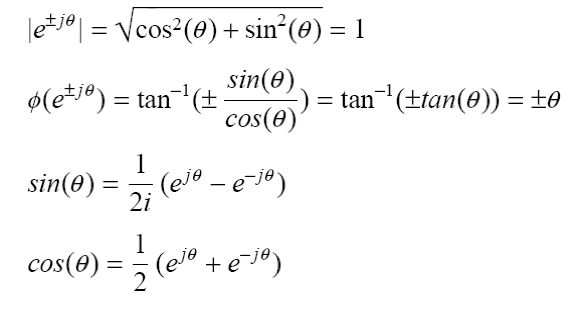 |e^{±jθ}| = √(cos²(θ) + sin²(θ)) = 1
ϕ(e^{±jθ}) = tan⁻¹(± sin(θ)/cos(θ)) = tan⁻¹(±tan(θ)) = ±θ
sin(θ) = 1/2i (e^{jθ} − e^{−jθ})
cos(θ) = 1/2 (e^{jθ} + e^{−jθ})